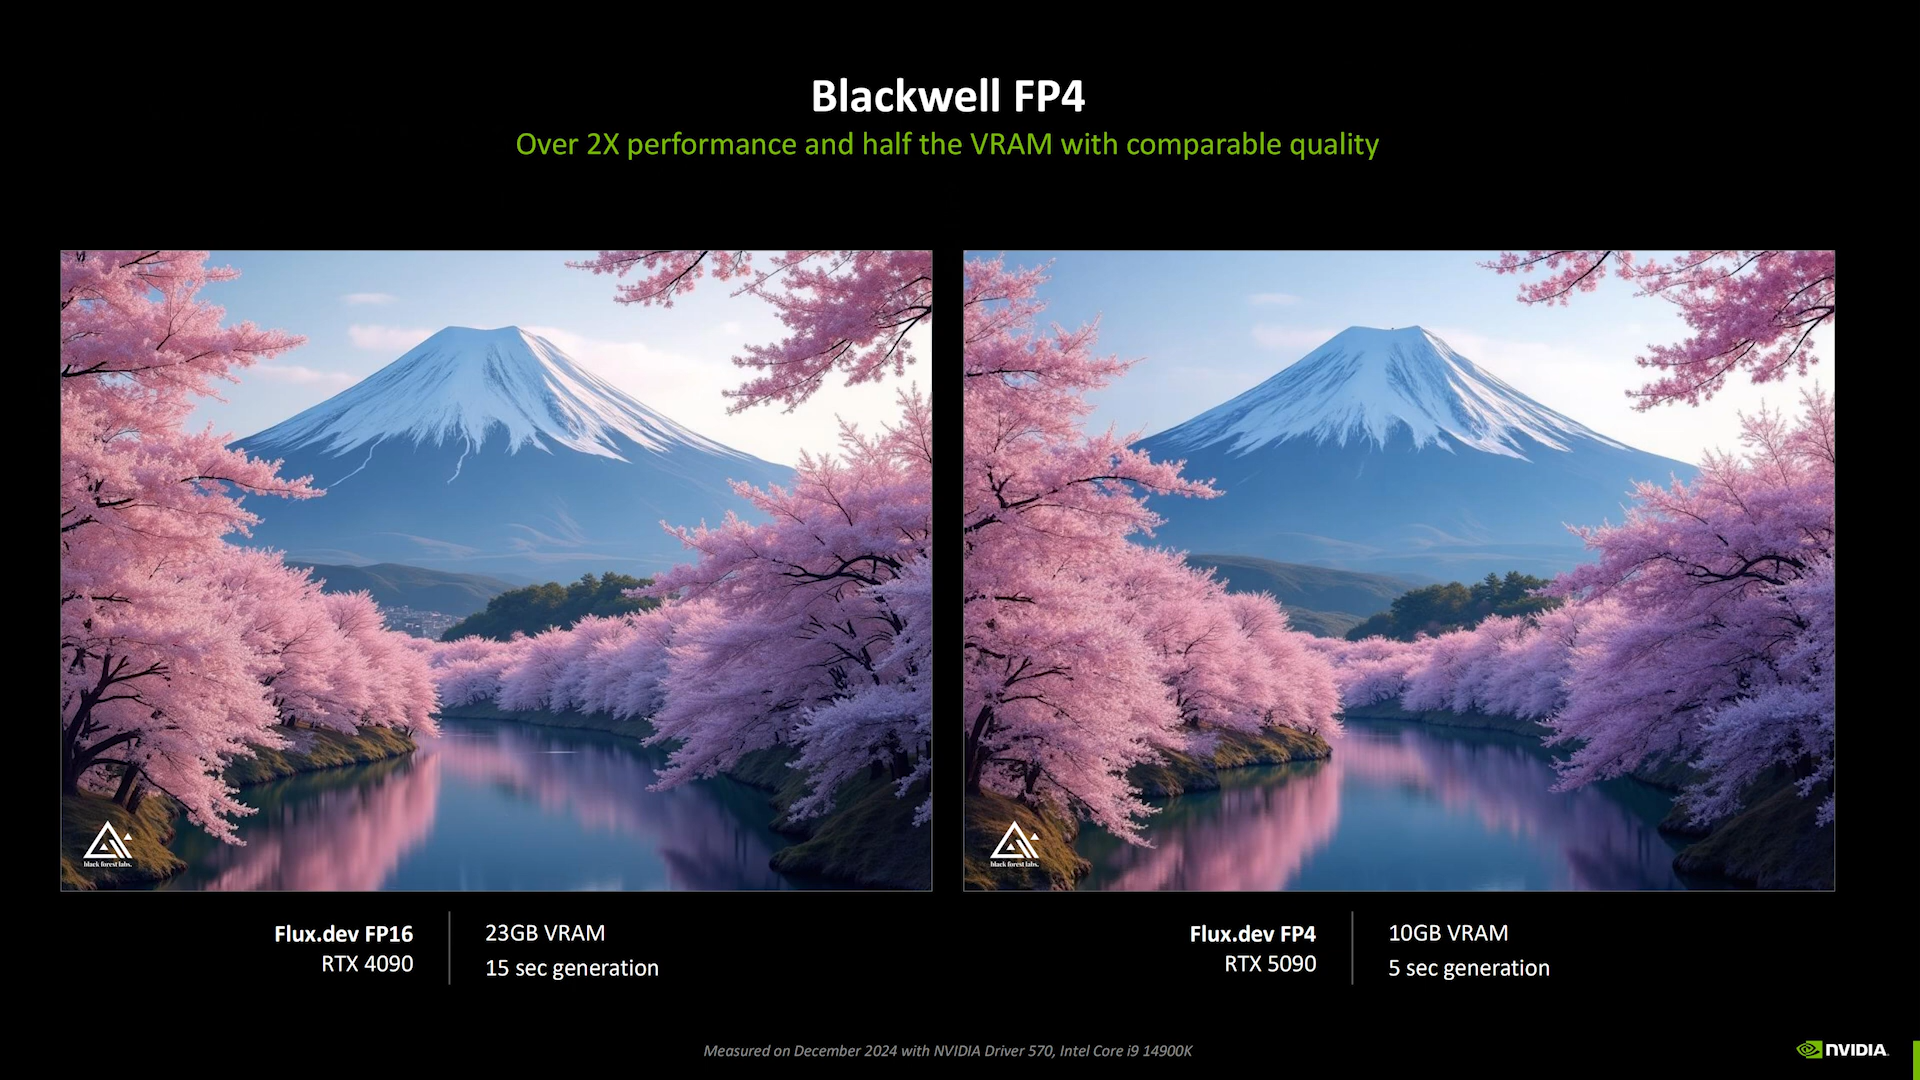 Blackwell FP4
Over 2X performance and half the VRAM with comparable quality
black forest labs.
black forest labs.
Flux.dev FP16
RTX 4090
23GB VRAM
15 sec generation
Flux.dev FP4
RTX 5090
10GB VRAM
5 sec generation
Measured on December 2024 with NVIDIA Driver 570, Intel Core i9 14900K
NVIDIA.